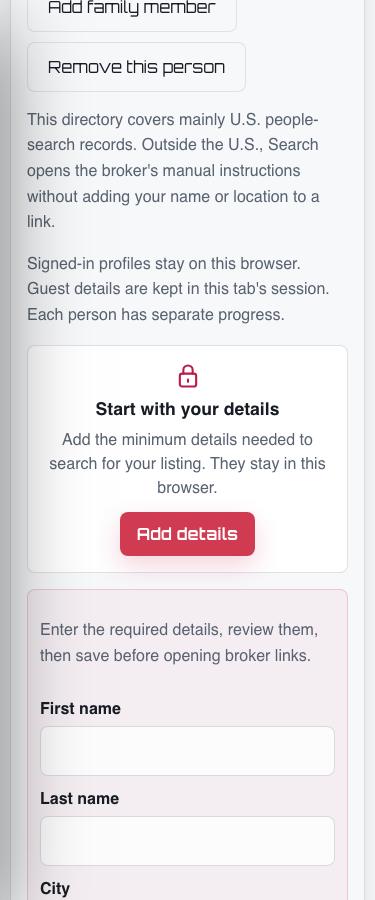 Add family member
Remove this person
This directory covers mainly U.S. people-
search records. Outside the U.S., Search
opens the broker's manual instructions
without adding your name or location to a
link.
Signed-in profiles stay on this browser.
Guest details are kept in this tab's session.
Each person has separate progress.
Start with your details
Add the minimum details needed to
search for your listing. They stay in this
browser.
Add details
Enter the required details, review them,
then save before opening broker links.
First name
Last name
City